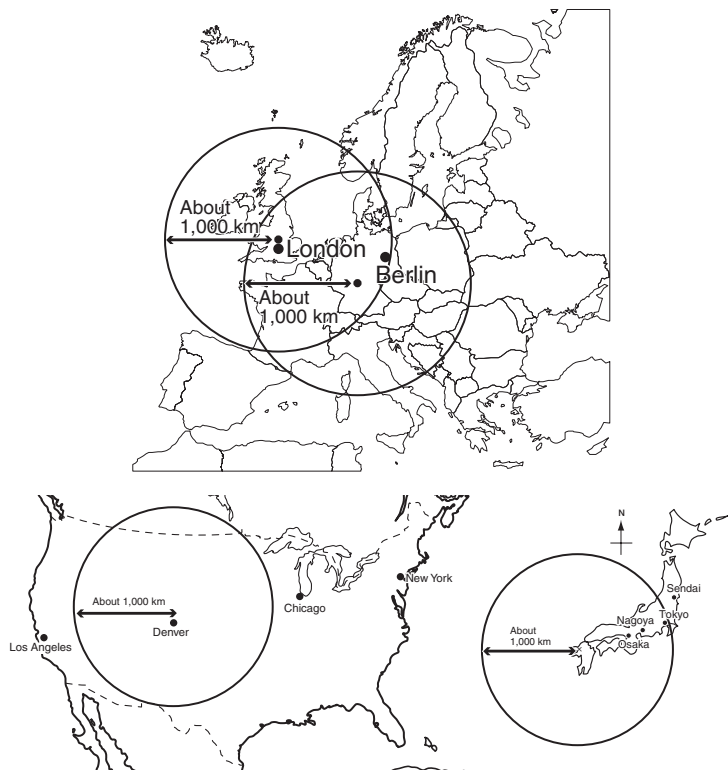 About
1,000 km
London
Berlin
About
1,000 km
N
About 1,000 km
Denver
Chicago
New York
Los Angeles
Sendai
Nagoya
Tokyo
Osaka
About
1,000 km